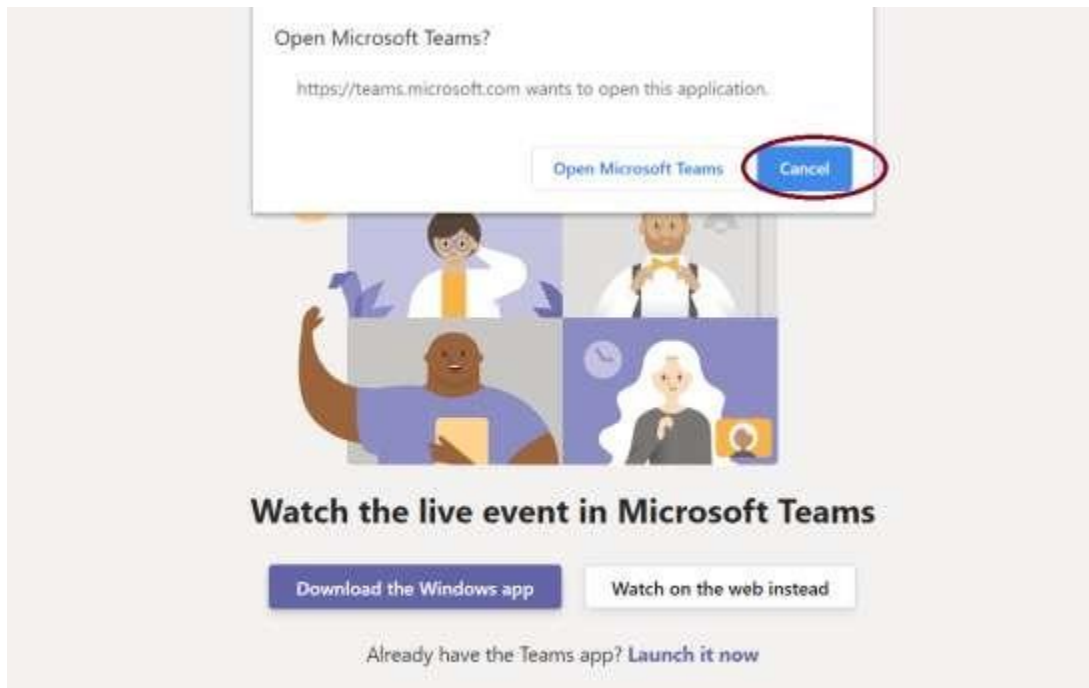 Open Microsoft Teams?
https://teams.microsoft.com wants to open this application.
Open Microsoft Teams
Cancel
Watch the live event in Microsoft Teams
Download the Windows app
Watch on the web instead
Already have the Teams app? Launch it now